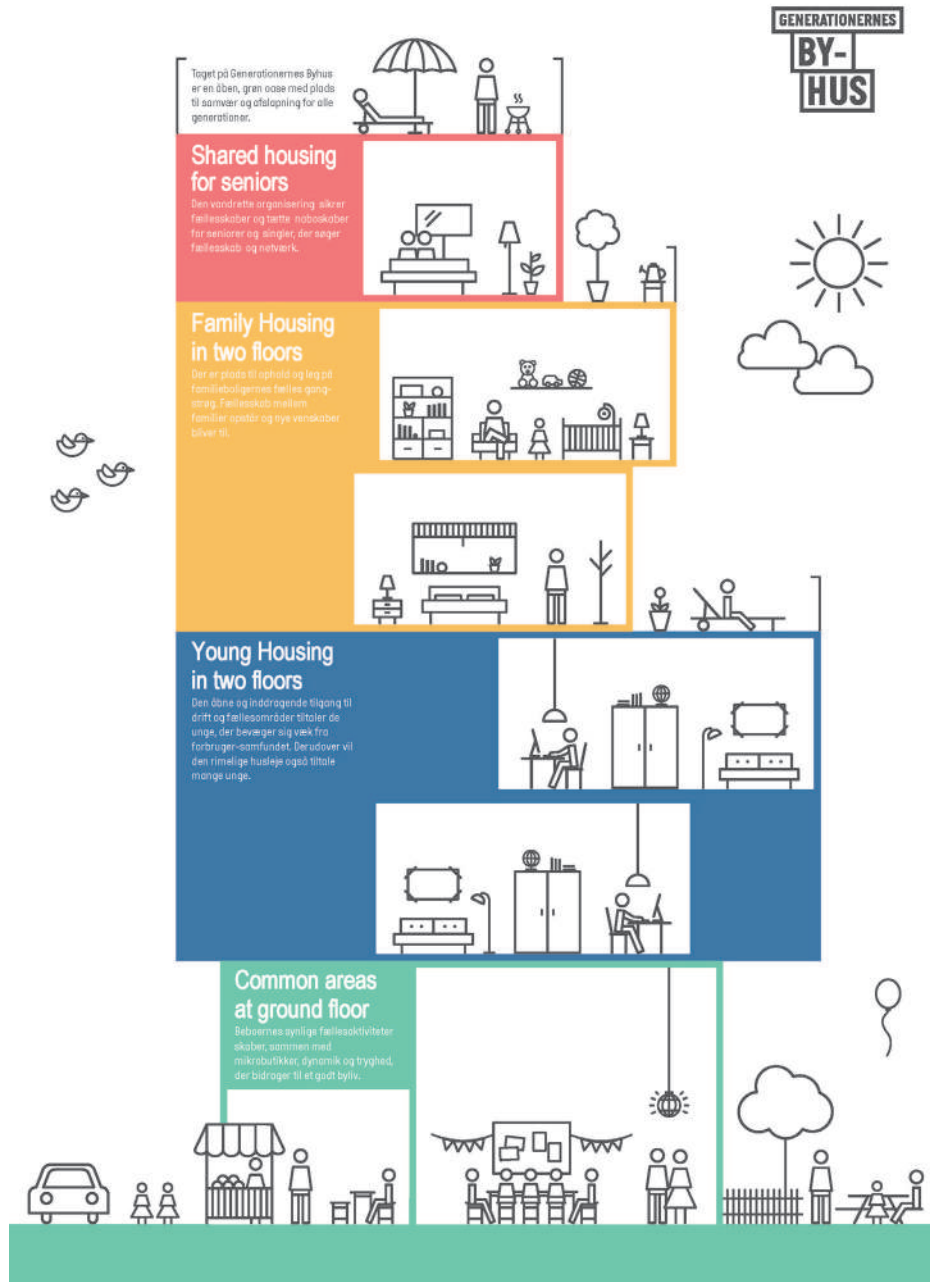 GENERATIONERNES
BY-
HUS
Taget på Generationernes Byhus
er en åben, grøn oase med plads
til samvær og afslapning for alle
generationer.
Shared housing
for seniors
Den vandrette organisering sikrer
fællesskaber og tætte naboskaber
for seniorer og singler, der søger
fællesskab og netværk.
Family Housing
in two floors
Der er plads til ophold og leg på
familieboligernes fælles gang-
strøg. Fællesskab mellem
familier opstår og nye venskaber
bliver til.
Young Housing
in two floors
Den åbne og inddragende tilgang til
drift og fællesområder tiltaler de
unge, der bevæger sig væk fra
forbruger-samfundet. Derudover vil
den rimelige husleje også tiltale
mange unge.
Common areas
at ground floor
Beboernes synlige fællesaktiviteter
skaber, sammen med
mikrobutikker, dynamik og tryghed,
der bidrager til et godt byliv.